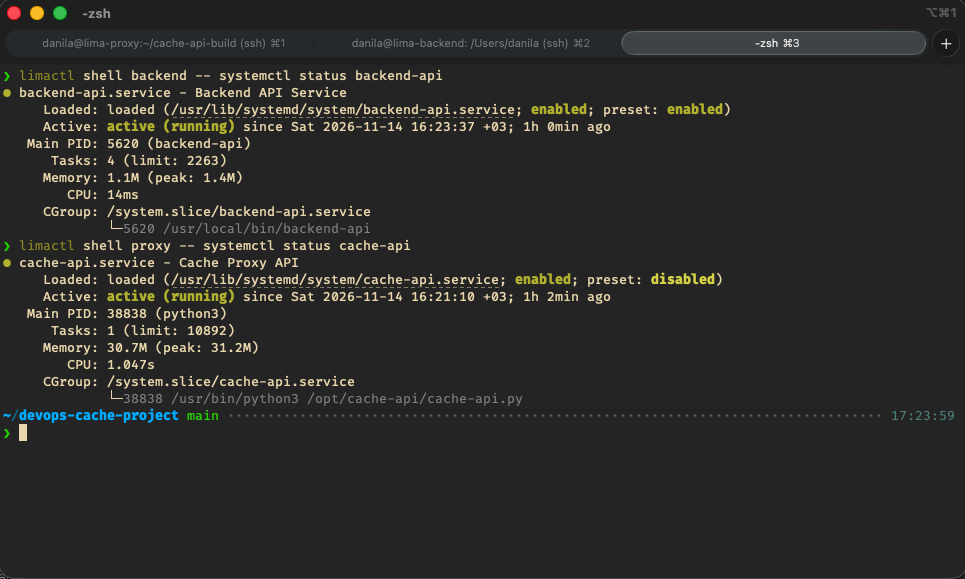 -zsh
⌥⌘1
danila@lima-proxy:~/cache-api-build (ssh) ⌘1
danila@lima-backend: /Users/danila (ssh) ⌘2
-zsh ⌘3
+
❯ limactl shell backend -- systemctl status backend-api
● backend-api.service - Backend API Service
     Loaded: loaded (/usr/lib/systemd/system/backend-api.service; enabled; preset: enabled)
     Active: active (running) since Sat 2026-11-14 16:23:37 +03; 1h 0min ago
   Main PID: 5620 (backend-api)
      Tasks: 4 (limit: 2263)
     Memory: 1.1M (peak: 1.4M)
        CPU: 14ms
     CGroup: /system.slice/backend-api.service
             └─5620 /usr/local/bin/backend-api
❯ limactl shell proxy -- systemctl status cache-api
● cache-api.service - Cache Proxy API
     Loaded: loaded (/usr/lib/systemd/system/cache-api.service; enabled; preset: disabled)
     Active: active (running) since Sat 2026-11-14 16:21:10 +03; 1h 2min ago
   Main PID: 38838 (python3)
      Tasks: 1 (limit: 10892)
     Memory: 30.7M (peak: 31.2M)
        CPU: 1.047s
     CGroup: /system.slice/cache-api.service
             └─38838 /usr/bin/python3 /opt/cache-api/cache-api.py
~/devops-cache-project main 17:23:59
❯